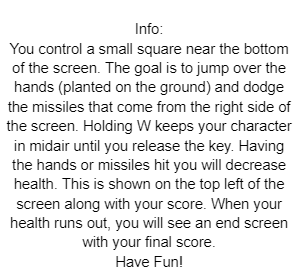 Info:
You control a small square near the bottom
of the screen. The goal is to jump over the
hands (planted on the ground) and dodge
the missiles that come from the right side of
the screen. Holding W keeps your character
in midair until you release the key. Having
the hands or missiles hit you will decrease
health. This is shown on the top left of the
screen along with your score. When your
health runs out, you will see an end screen
with your final score.
Have Fun!